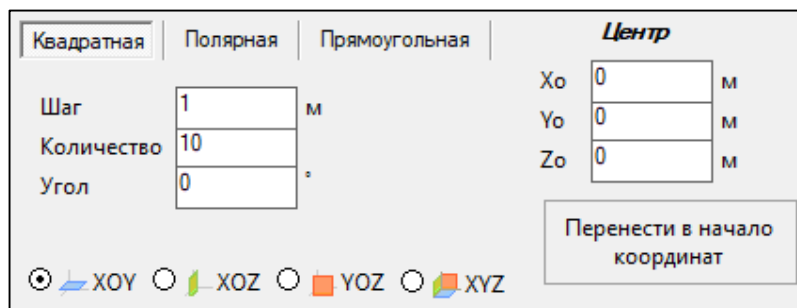 Квадратная Полярная Прямоугольная
Центр
Шаг 1 м
Количество 10
Угол 0 °
Xo 0 м
Yo 0 м
Zo 0 м
Перенести в начало
координат
XOY XOZ YOZ XYZ